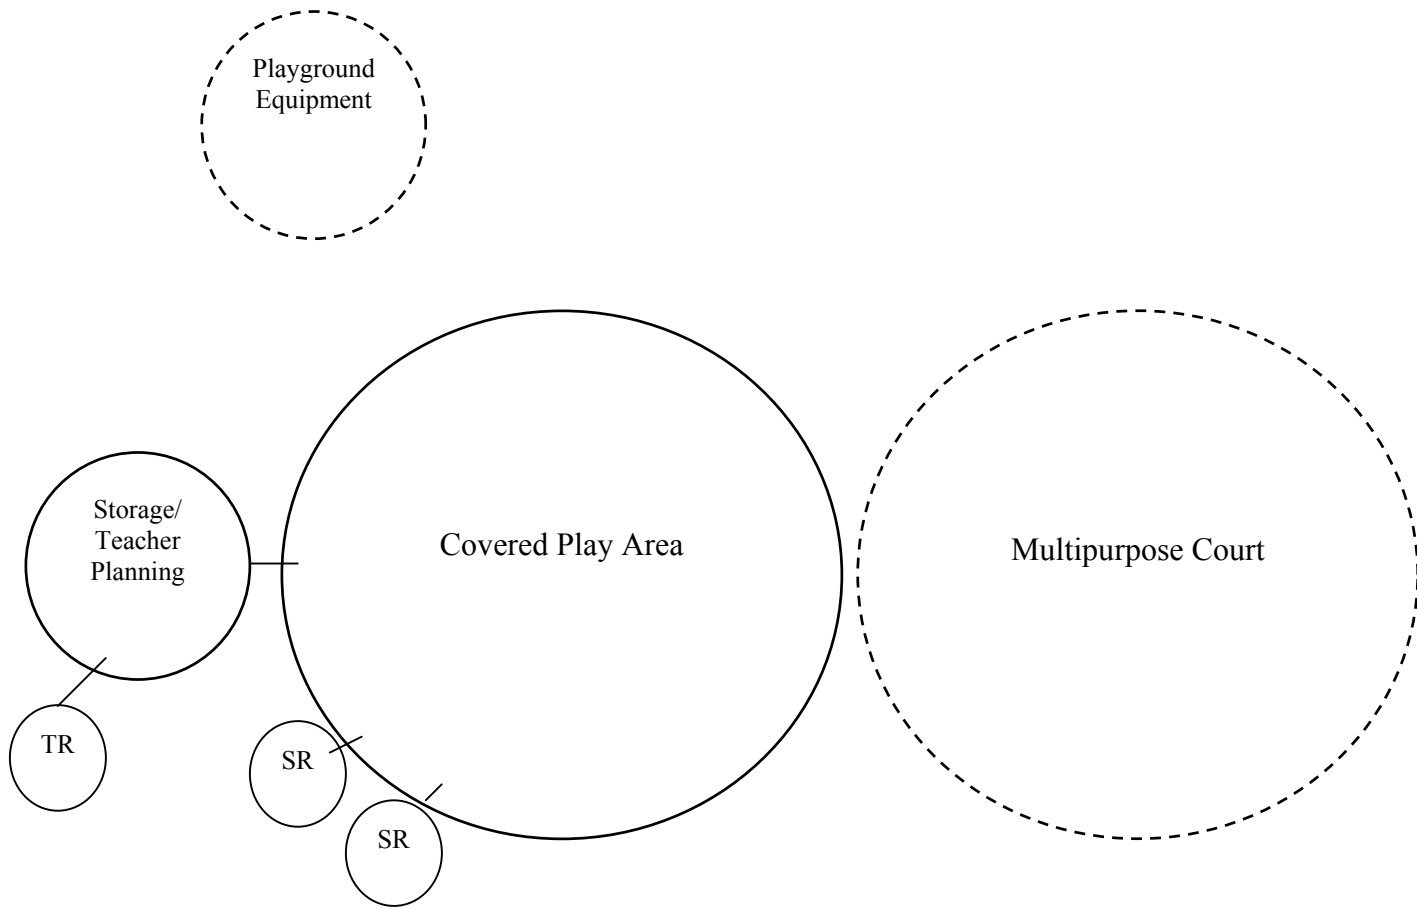 Playground
Equipment
Storage/
Teacher
Planning
Covered Play Area
Multipurpose Court
TR
SR
SR